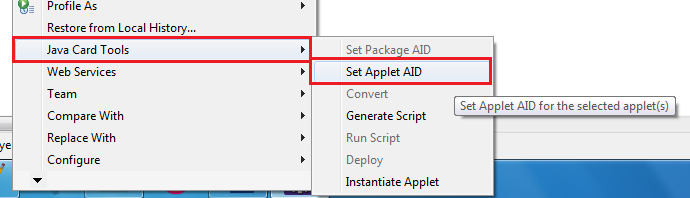 Profile As
Restore from Local History...
Java Card Tools
Web Services
Team
Compare With
Replace With
Configure
Set Package AID
Set Applet AID
Convert
Generate Script
Run Script
Deploy
Instantiate Applet
Set Applet AID for the selected applet(s)
ye